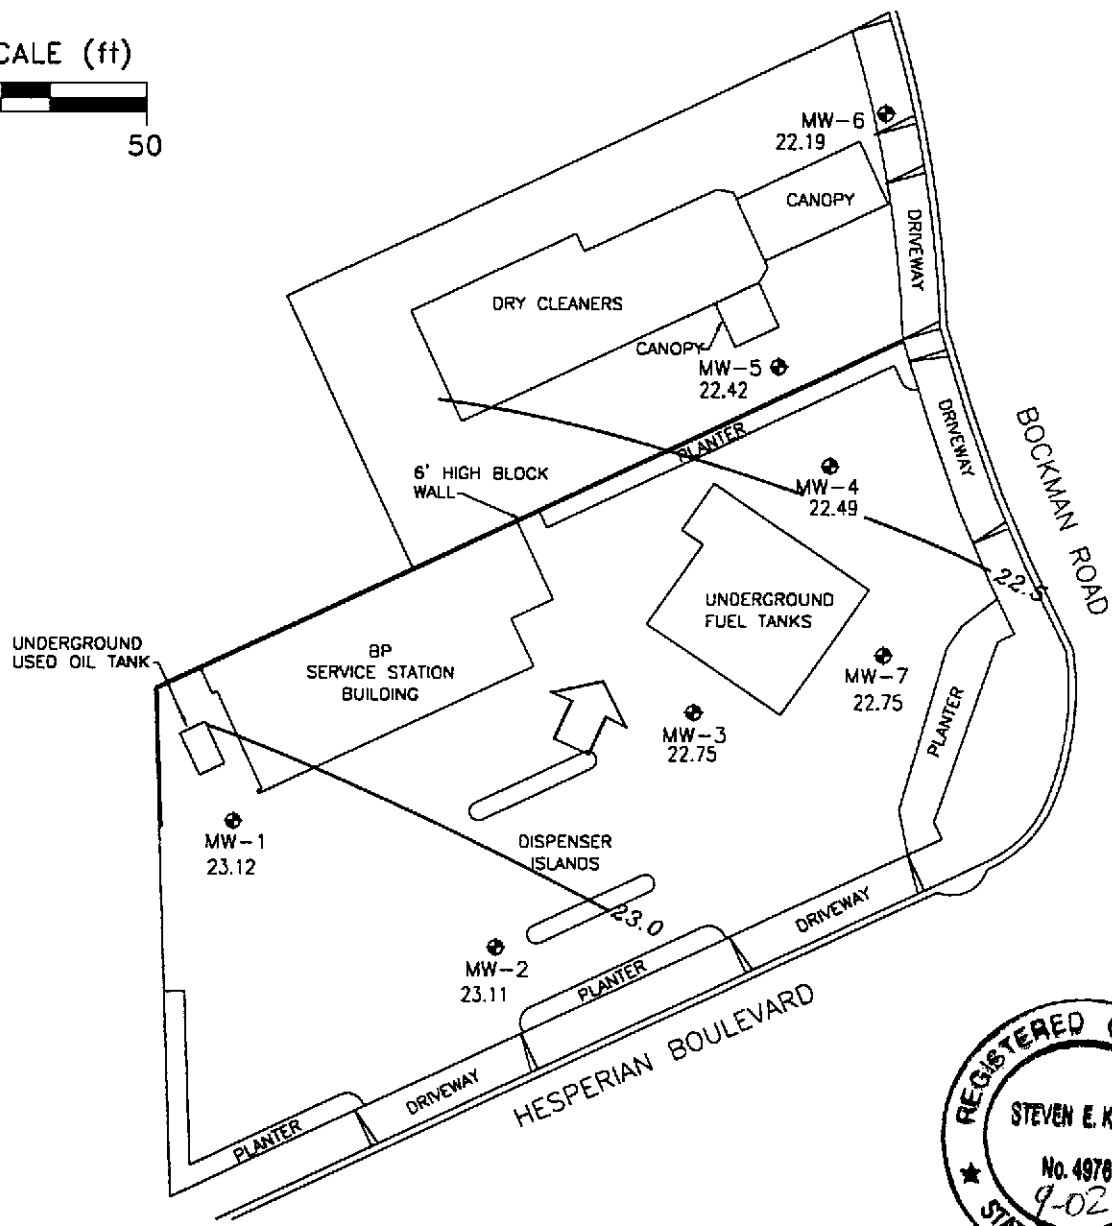 CALE (ft)
50
MW-6
22.19
CANOPY
DRIVEWAY
DRY CLEANERS
CANOPY
MW-5
22.42
PLANTER
DRIVEWAY
BOCKMAN ROAD
6' HIGH BLOCK
WALL
MW-4
22.49
22.5
UNDERGROUND
FUEL TANKS
UNDERGROUND
USED OIL TANK
BP
SERVICE STATION
BUILDING
MW-7
22.75
MW-3
22.75
PLANTER
MW-1
23.12
DISPENSER
ISLANDS
23.0
DRIVEWAY
MW-2
23.11
PLANTER
HESPERIAN BOULEVARD
DRIVEWAY
PLANTER
REGISTERED
STEVEN E. K
No. 4976
9-02